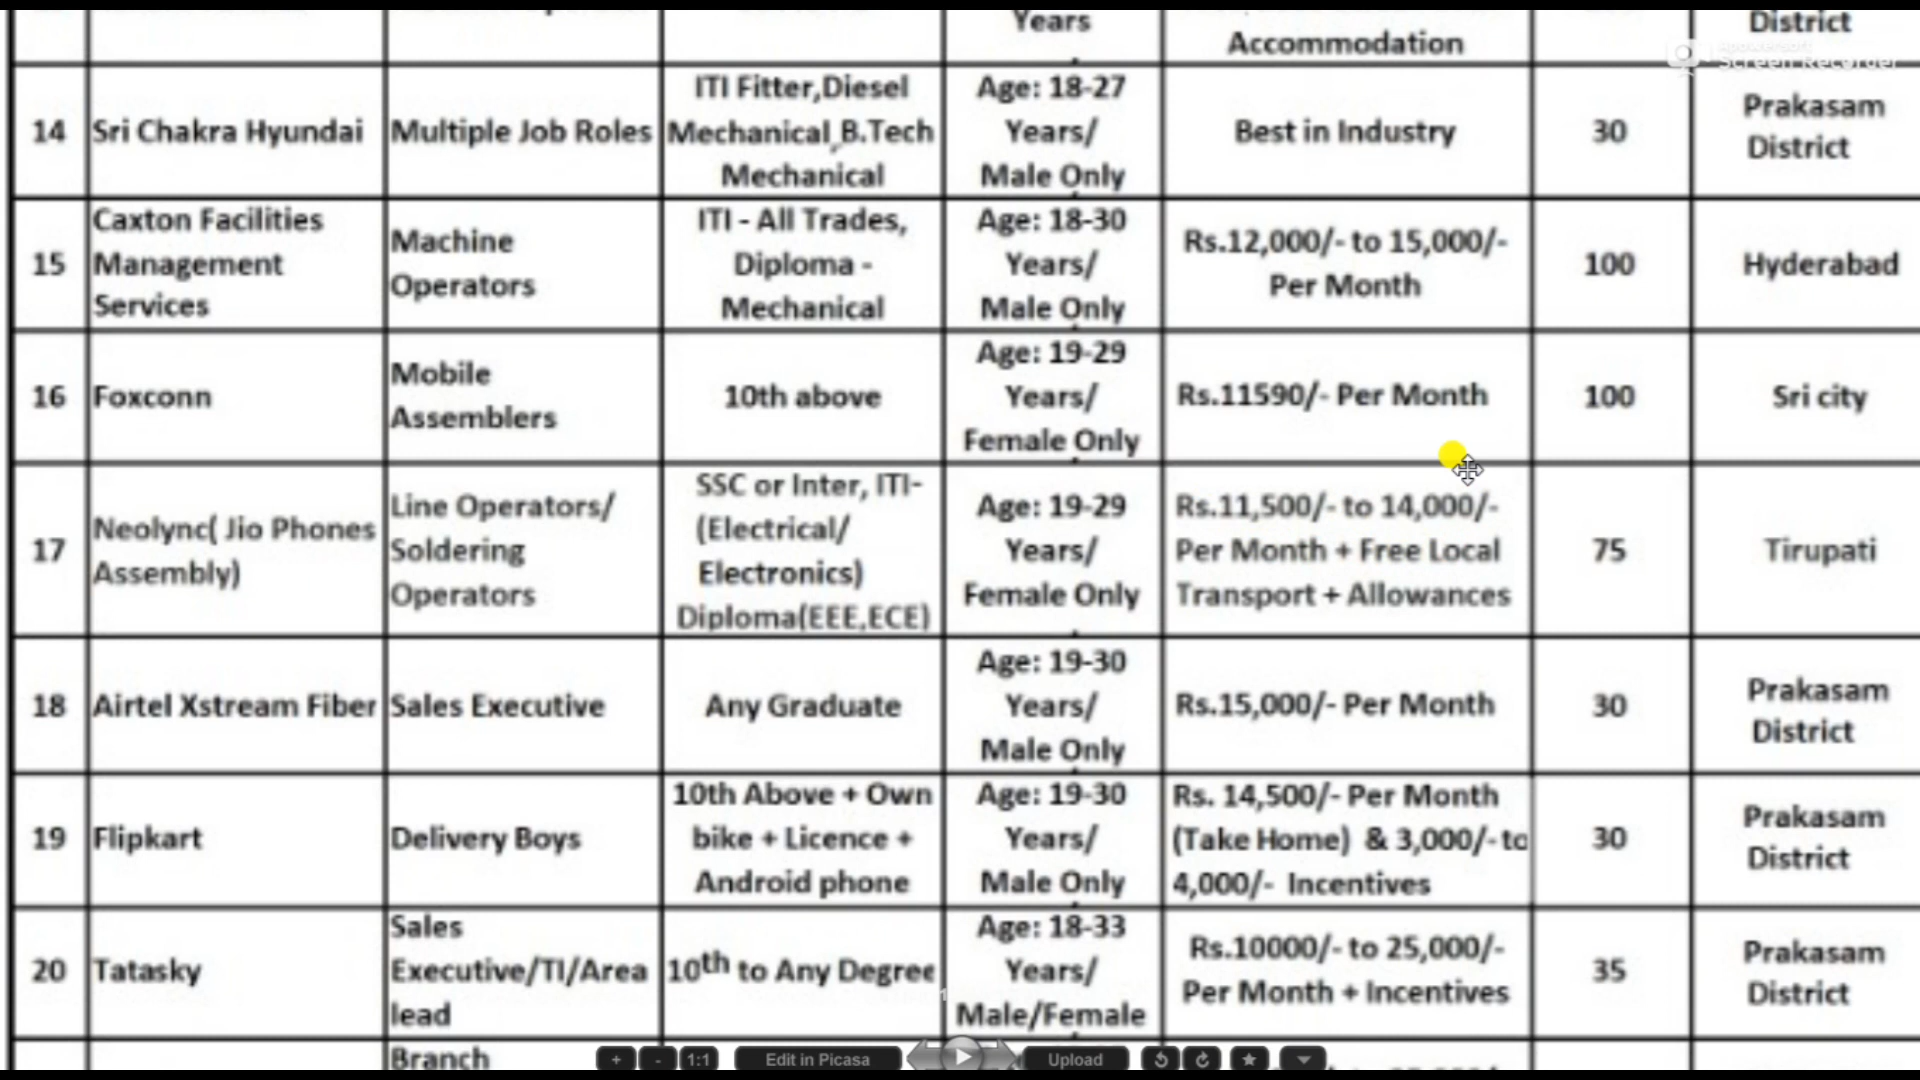 Years
Accommodation
District
Apowersoft
Screen Recorder
14
Sri Chakra Hyundai
Multiple Job Roles
ITI Fitter,Diesel
Mechanical,B.Tech
Mechanical
Age: 18-27
Years/
Male Only
Best in Industry
30
Prakasam
District
15
Caxton Facilities
Management
Services
Machine
Operators
ITI - All Trades,
Diploma -
Mechanical
Age: 18-30
Years/
Male Only
Rs.12,000/- to 15,000/-
Per Month
100
Hyderabad
16
Foxconn
Mobile
Assemblers
10th above
Age: 19-29
Years/
Female Only
Rs.11590/- Per Month
100
Sri city
17
Neolync( Jio Phones
Assembly)
Line Operators/
Soldering
Operators
SSC or Inter, ITI-
(Electrical/
Electronics)
Diploma(EEE,ECE)
Age: 19-29
Years/
Female Only
Rs.11,500/- to 14,000/-
Per Month + Free Local
Transport + Allowances
75
Tirupati
18
Airtel Xstream Fiber
Sales Executive
Any Graduate
Age: 19-30
Years/
Male Only
Rs.15,000/- Per Month
30
Prakasam
District
19
Flipkart
Delivery Boys
10th Above + Own
bike + Licence +
Android phone
Age: 19-30
Years/
Male Only
Rs. 14,500/- Per Month
(Take Home) & 3,000/- to
4,000/- Incentives
30
Prakasam
District
20
Tatasky
Sales
Executive/TI/Area
lead
10th to Any Degree
Age: 18-33
Years/
Male/Female
Rs.10000/- to 25,000/-
Per Month + Incentives
35
Prakasam
District
Branch
+
-
1:1
Edit in Picasa
Upload